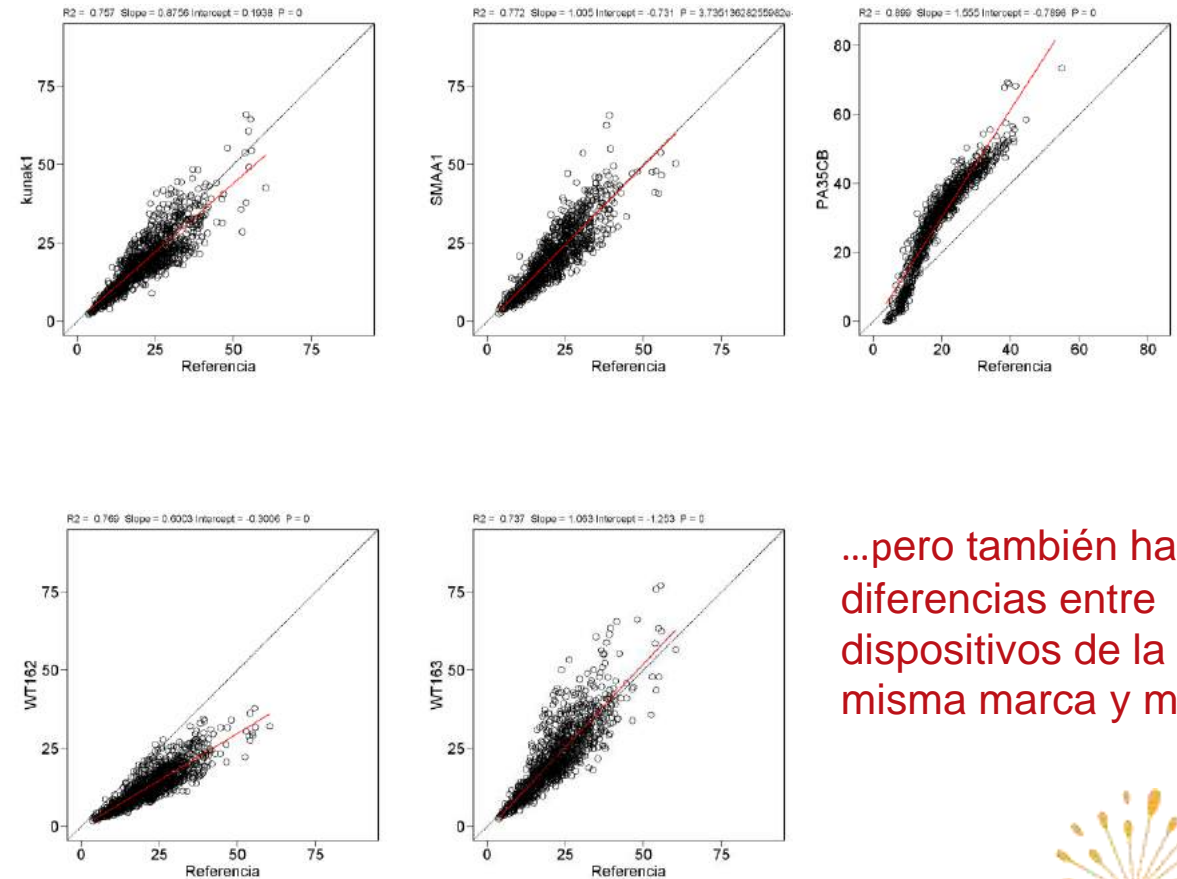 R2 = 0.757 Slope = 0.8756 Intercept = 0.1938 P = 0
75
50
25
0
kunak1
0 25 50 75
Referencia
R2 = 0.772 Slope = 1.005 Intercept = -0.731 P = 3.73513628255982e-
75
50
25
0
SMAA1
0 25 50 75
Referencia
R2 = 0.899 Slope = 1.555 Intercept = -0.7896 P = 0
80
60
40
20
0
PA35CB
0 20 40 60 80
Referencia
R2 = 0.769 Slope = 0.6003 Intercept = -0.3006 P = 0
75
50
25
0
WT162
0 25 50 75
Referencia
R2 = 0.737 Slope = 1.063 Intercept = -1.253 P = 0
75
50
25
0
WT163
0 25 50 75
Referencia
...pero también ha
diferencias entre
dispositivos de la
misma marca y m